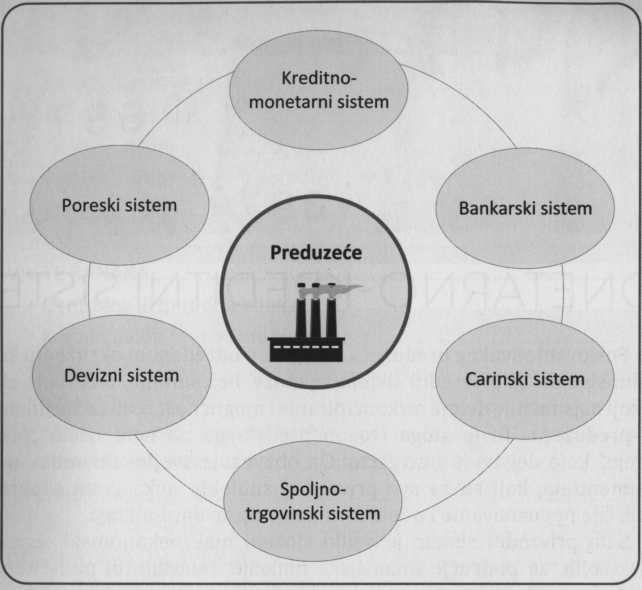 Kreditno-
monetarni sistem
Poreski sistem
Bankarski sistem
Preduzeće
Devizni sistem
Carinski sistem
Spoljno-
trgovinski sistem